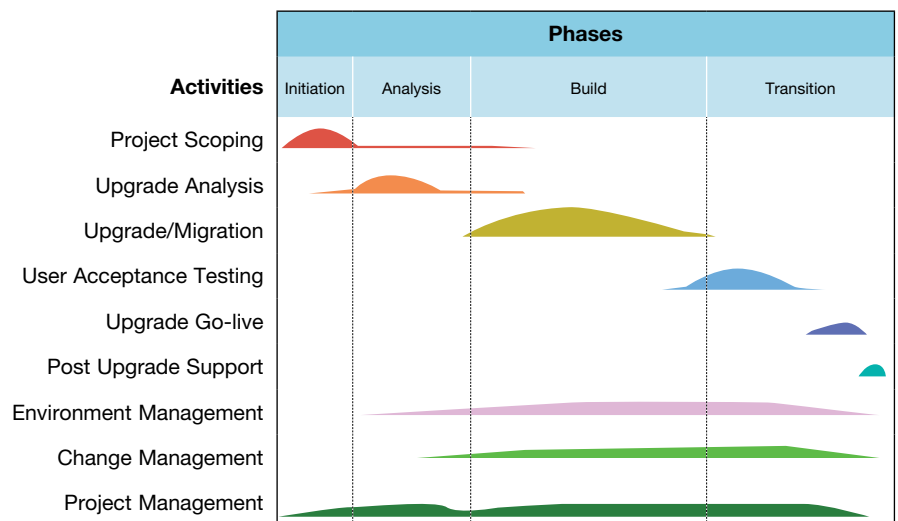 Phases
Activities Initiation Analysis Build Transition
Project Scoping
Upgrade Analysis
Upgrade/Migration
User Acceptance Testing
Upgrade Go-live
Post Upgrade Support
Environment Management
Change Management
Project Management